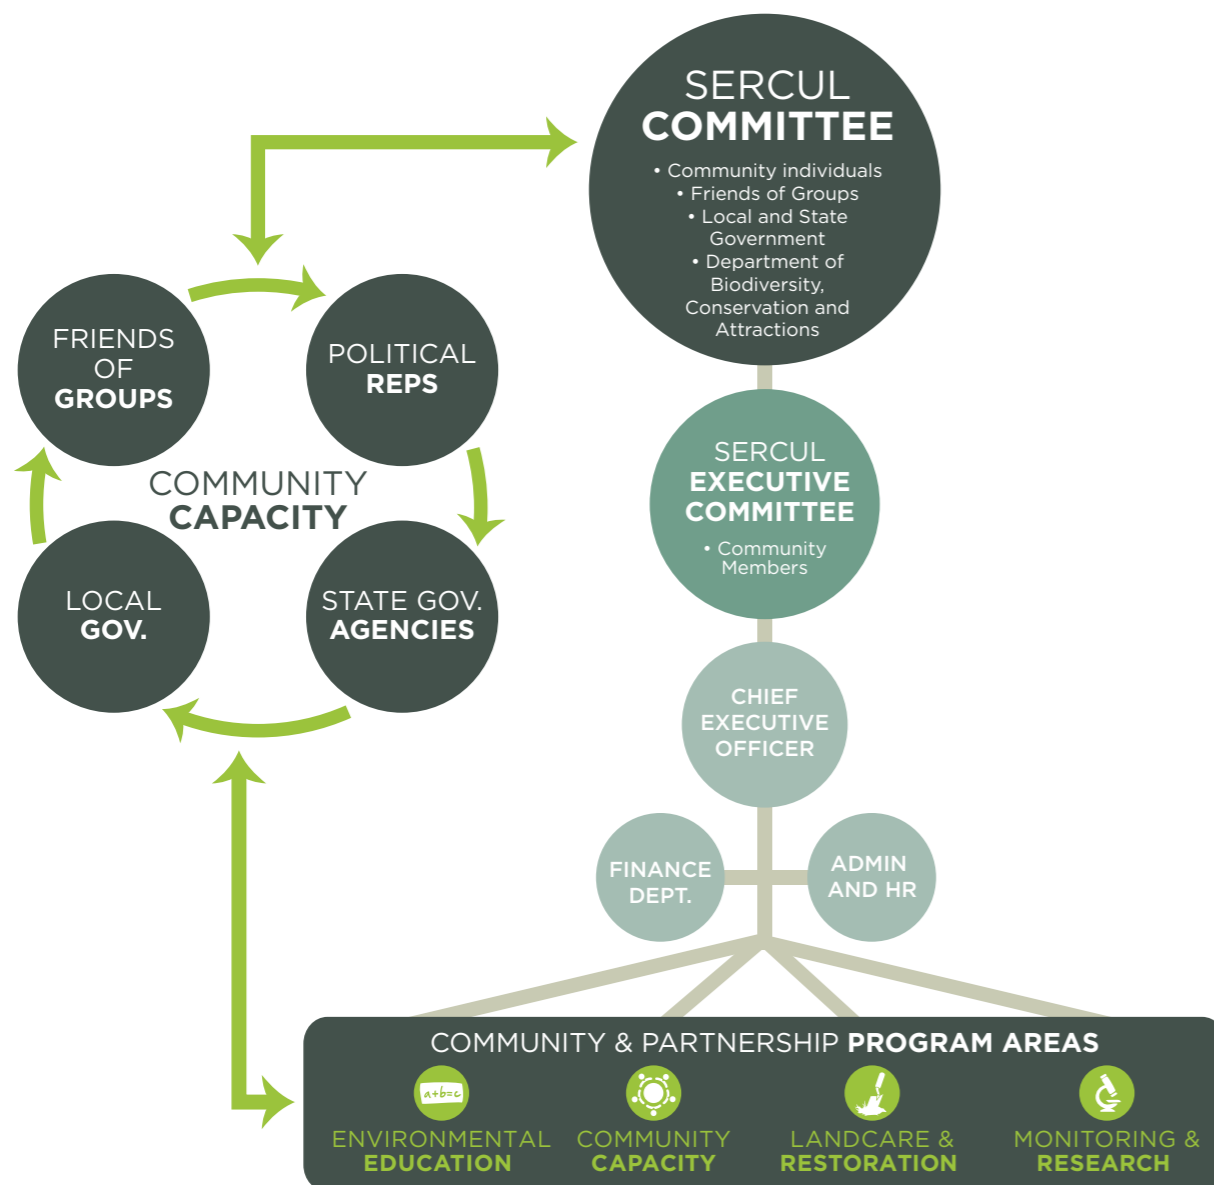 SERCUL
COMMITTEE
• Community individuals
• Friends of Groups
• Local and State
Government
• Department of
Biodiversity,
Conservation and
Attractions
FRIENDS
OF
GROUPS
POLITICAL
REPS
COMMUNITY
CAPACITY
LOCAL
GOV.
STATE GOV.
AGENCIES
SERCUL
EXECUTIVE
COMMITTEE
• Community
Members
CHIEF
EXECUTIVE
OFFICER
FINANCE
DEPT.
ADMIN
AND HR
COMMUNITY & PARTNERSHIP PROGRAM AREAS
a+b=c
ENVIRONMENTAL
EDUCATION
COMMUNITY
CAPACITY
LANDCARE &
RESTORATION
MONITORING &
RESEARCH